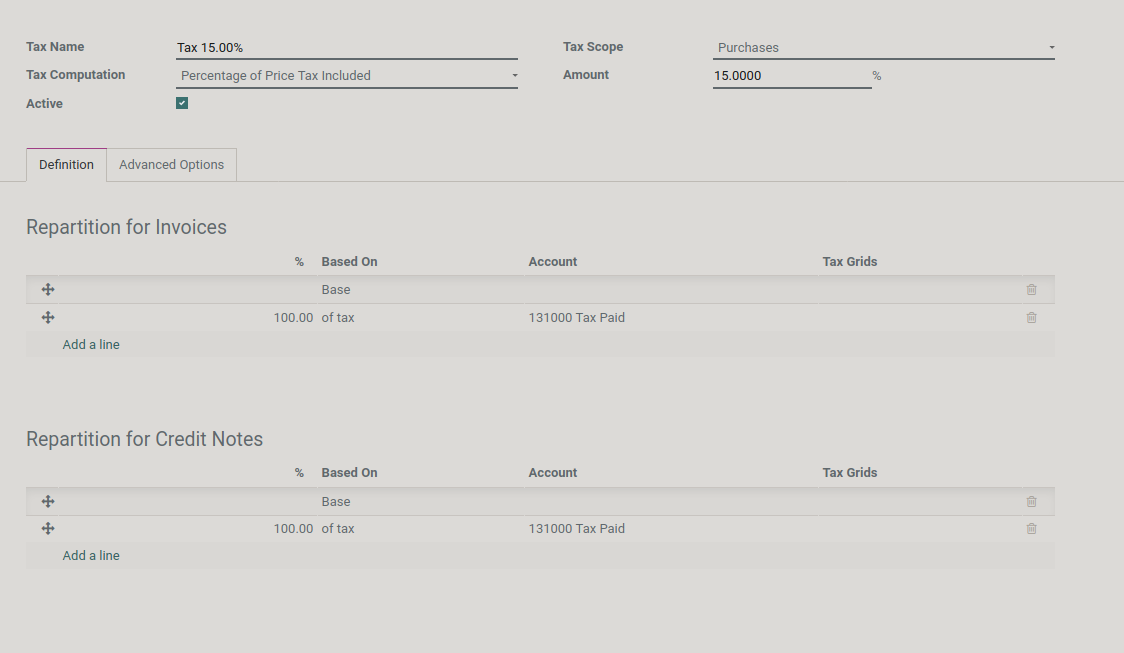 Tax Name Tax 15.00% Tax Scope Purchases
Tax Computation Percentage of Price Tax Included Amount 15.0000 %
Active
Definition Advanced Options
Repartition for Invoices
% Based On Account Tax Grids
Base
100.00 of tax 131000 Tax Paid
Add a line
Repartition for Credit Notes
% Based On Account Tax Grids
Base
100.00 of tax 131000 Tax Paid
Add a line